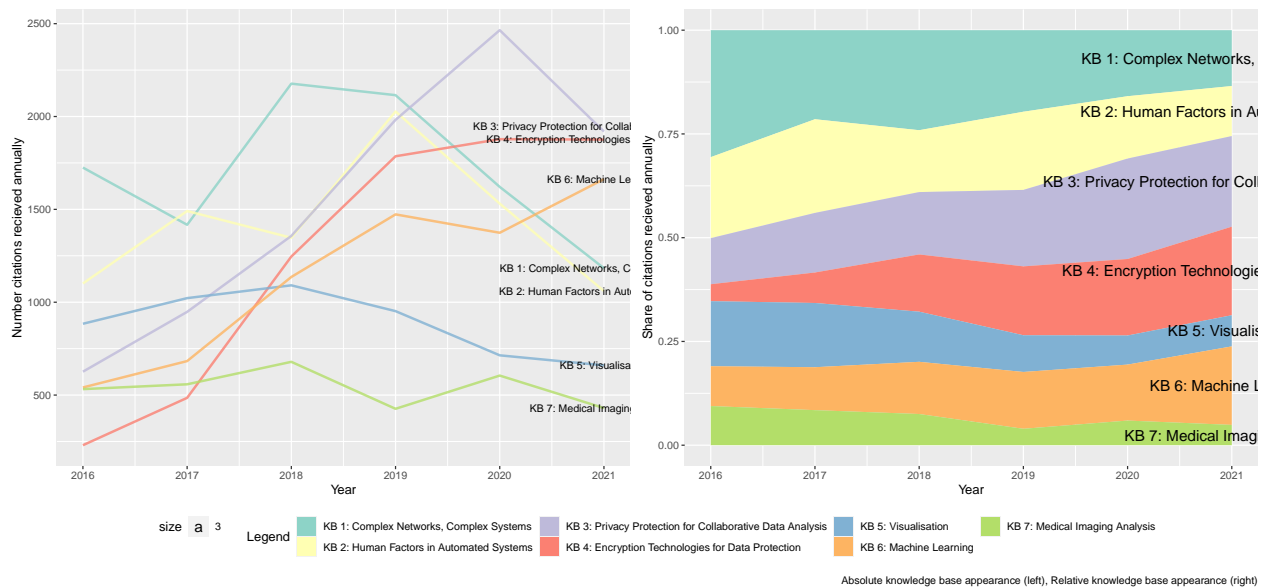 Number citations recieved annually
2500
2000
1500
1000
500
KB 3: Privacy Protection for Collal
KB 4: Encryption Technologies
KB 6: Machine Le
KB 1: Complex Networks, C
KB 2: Human Factors in Aut
KB 5: Visualisa
KB 7: Medical Imaging
2016 2017 2018 2019 2020 2021
Year
Share of citations recieved annually
1.00
0.75
0.50
0.25
0.00
KB 1: Complex Networks,
KB 2: Human Factors in Au
KB 3: Privacy Protection for Coll
KB 4: Encryption Technologie
KB 5: Visualis
KB 6: Machine L
KB 7: Medical Imag
2016 2017 2018 2019 2020 2021
Year
size a 3
Legend
KB 1: Complex Networks, Complex Systems
KB 2: Human Factors in Automated Systems
KB 3: Privacy Protection for Collaborative Data Analysis
KB 4: Encryption Technologies for Data Protection
KB 5: Visualisation
KB 6: Machine Learning
KB 7: Medical Imaging Analysis
Absolute knowledge base appearance (left), Relative knowledge base appearance (right)